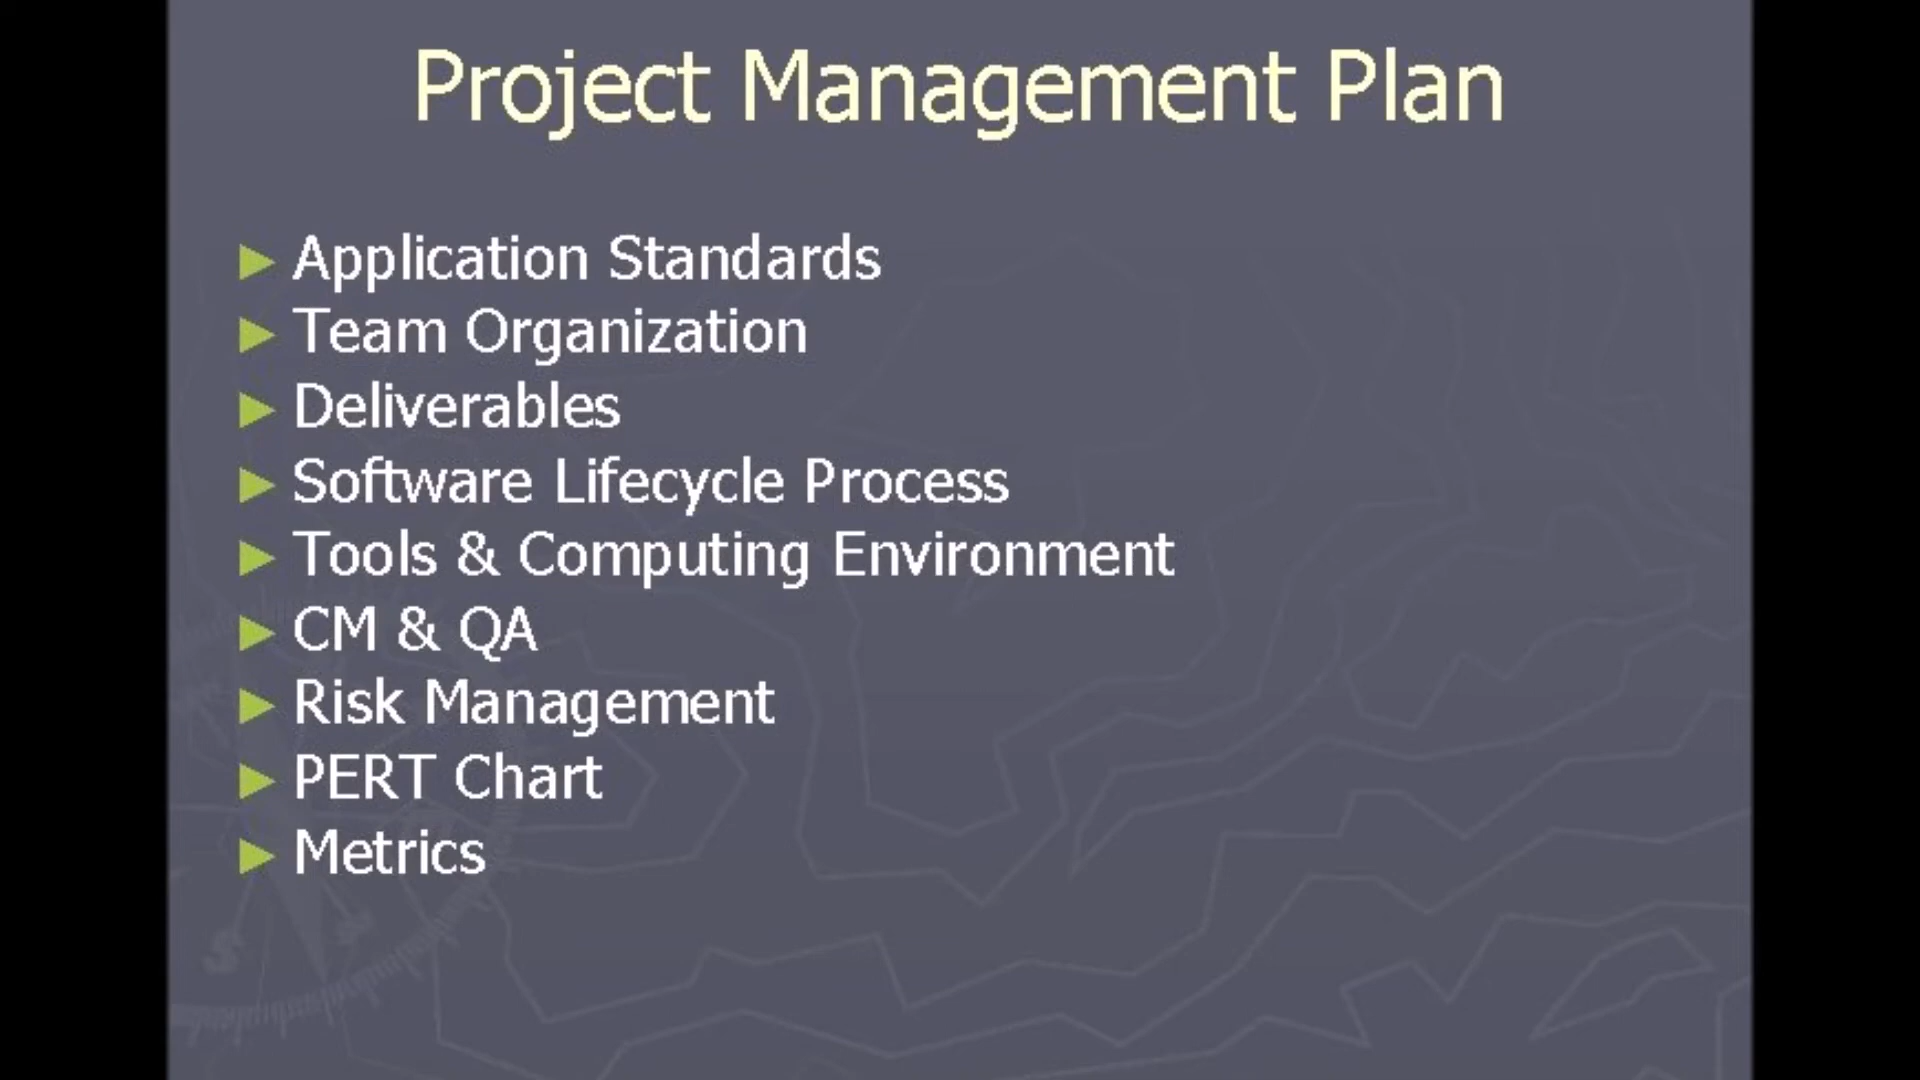 Project Management Plan
Application Standards
Team Organization
Deliverables
Software Lifecycle Process
Tools & Computing Environment
CM & QA
Risk Management
PERT Chart
Metrics